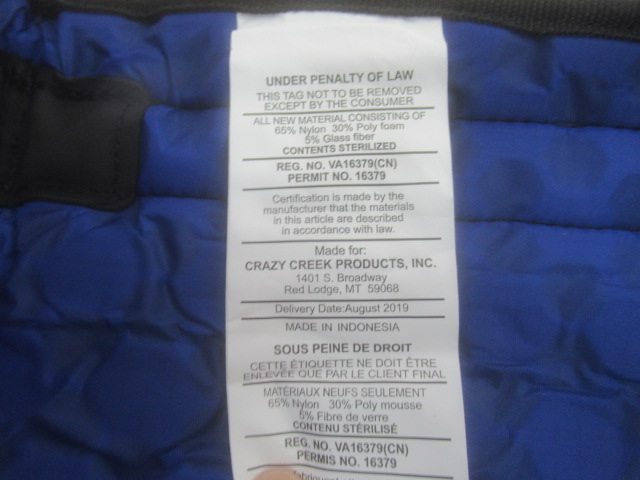 UNDER PENALTY OF LAW
THIS TAG NOT TO BE REMOVED
EXCEPT BY THE CONSUMER
ALL NEW MATERIAL CONSISTING OF
65% Nylon 30% Poly foam
5% Glass fiber
CONTENTS STERILIZED
REG. NO. VA16379(CN)
PERMIT NO. 16379
Certification is made by the
manufacturer that the materials
in this article are described
in accordance with law.
Made for:
CRAZY CREEK PRODUCTS, INC.
1401 S. Broadway
Red Lodge, MT 59068
Delivery Date:August 2019
MADE IN INDONESIA
SOUS PEINE DE DROIT
CETTE ÉTIQUETTE NE DOIT ÊTRE
ENLEVÉE QUE PAR LE CLIENT FINAL
MATÉRIAUX NEUFS SEULEMENT
65% Nylon 30% Poly mousse
5% Fibre de verre
CONTENU STÉRILISÉ
REG. NO. VA16379(CN)
PERMIS NO. 16379